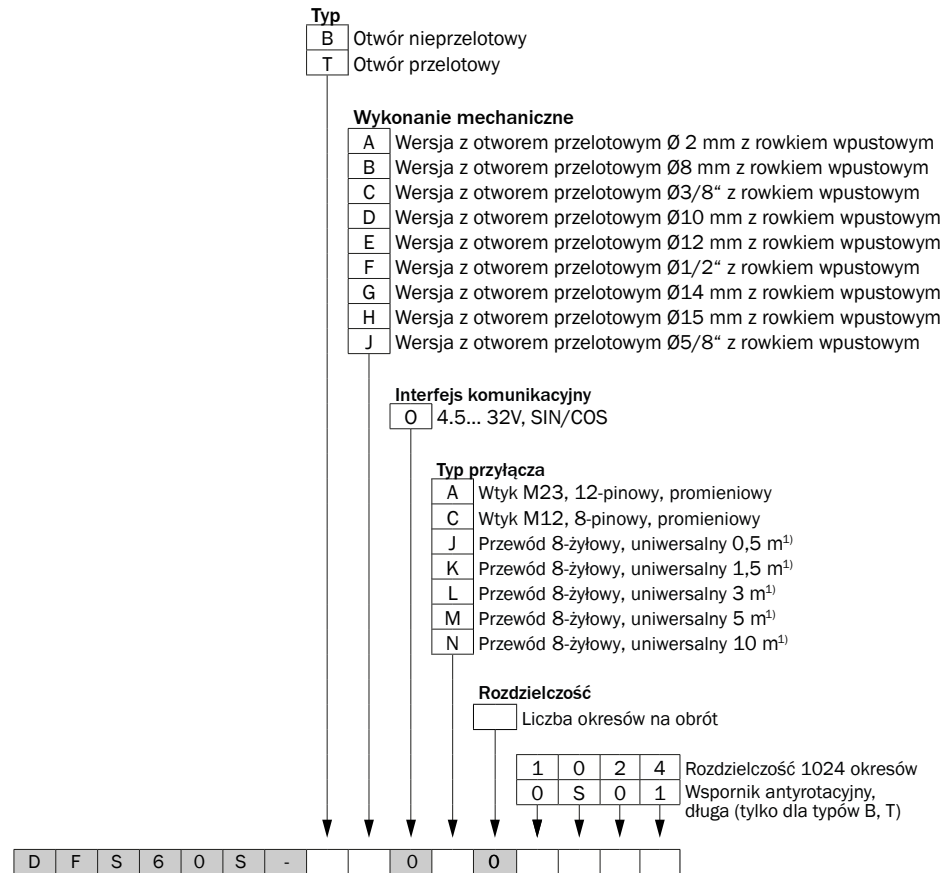 Typ
B Otwór nieprzelotowy
T Otwór przelotowy
Wykonanie mechaniczne
A Wersja z otworem przelotowym Ø 2 mm z rowkiem wpustowym
B Wersja z otworem przelotowym Ø8 mm z rowkiem wpustowym
C Wersja z otworem przelotowym Ø3/8“ z rowkiem wpustowym
D Wersja z otworem przelotowym Ø10 mm z rowkiem wpustowym
E Wersja z otworem przelotowym Ø12 mm z rowkiem wpustowym
F Wersja z otworem przelotowym Ø1/2“ z rowkiem wpustowym
G Wersja z otworem przelotowym Ø14 mm z rowkiem wpustowym
H Wersja z otworem przelotowym Ø15 mm z rowkiem wpustowym
J Wersja z otworem przelotowym Ø5/8“ z rowkiem wpustowym
Interfejs komunikacyjny
0 4.5... 32V, SIN/COS
Typ przyłącza
A Wtyk M23, 12-pinowy, promieniowy
C Wtyk M12, 8-pinowy, promieniowy
J Przewód 8-żyłowy, uniwersalny 0,5 m¹⁾
K Przewód 8-żyłowy, uniwersalny 1,5 m¹⁾
L Przewód 8-żyłowy, uniwersalny 3 m¹⁾
M Przewód 8-żyłowy, uniwersalny 5 m¹⁾
N Przewód 8-żyłowy, uniwersalny 10 m¹⁾
Rozdzielczość
Liczba okresów na obrót
1 0 2 4 Rozdzielczość 1024 okresów
0 S 0 1 Wspornik antyrotacyjny,
długa (tylko dla typów B, T)
D F S 6 0 S - 0 0